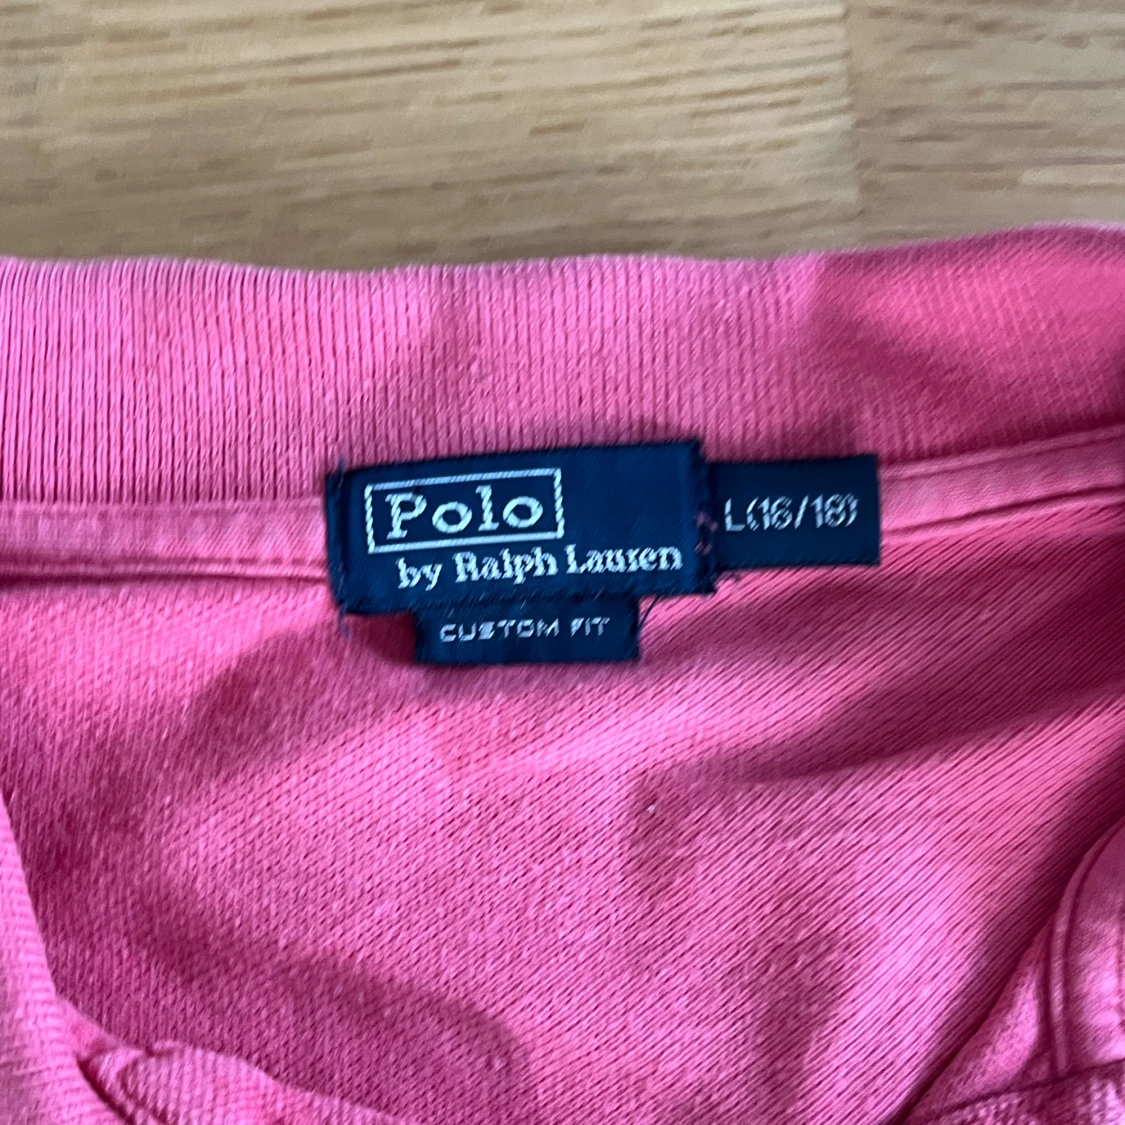 Polo
by Ralph Lauren
L(16/18)
CUSTOM FIT